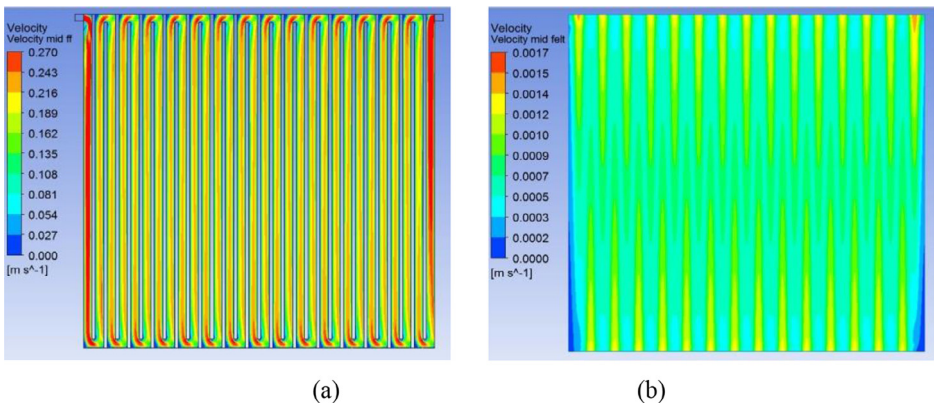 Velocity
Velocity mid ff
0.270
0.243
0.216
0.189
0.162
0.135
0.108
0.081
0.054
0.027
0.000
[m s^-1]
Velocity
Velocity mid felt
0.0017
0.0015
0.0014
0.0012
0.0010
0.0009
0.0007
0.0005
0.0003
0.0002
0.0000
[m s^-1]
(a)
(b)